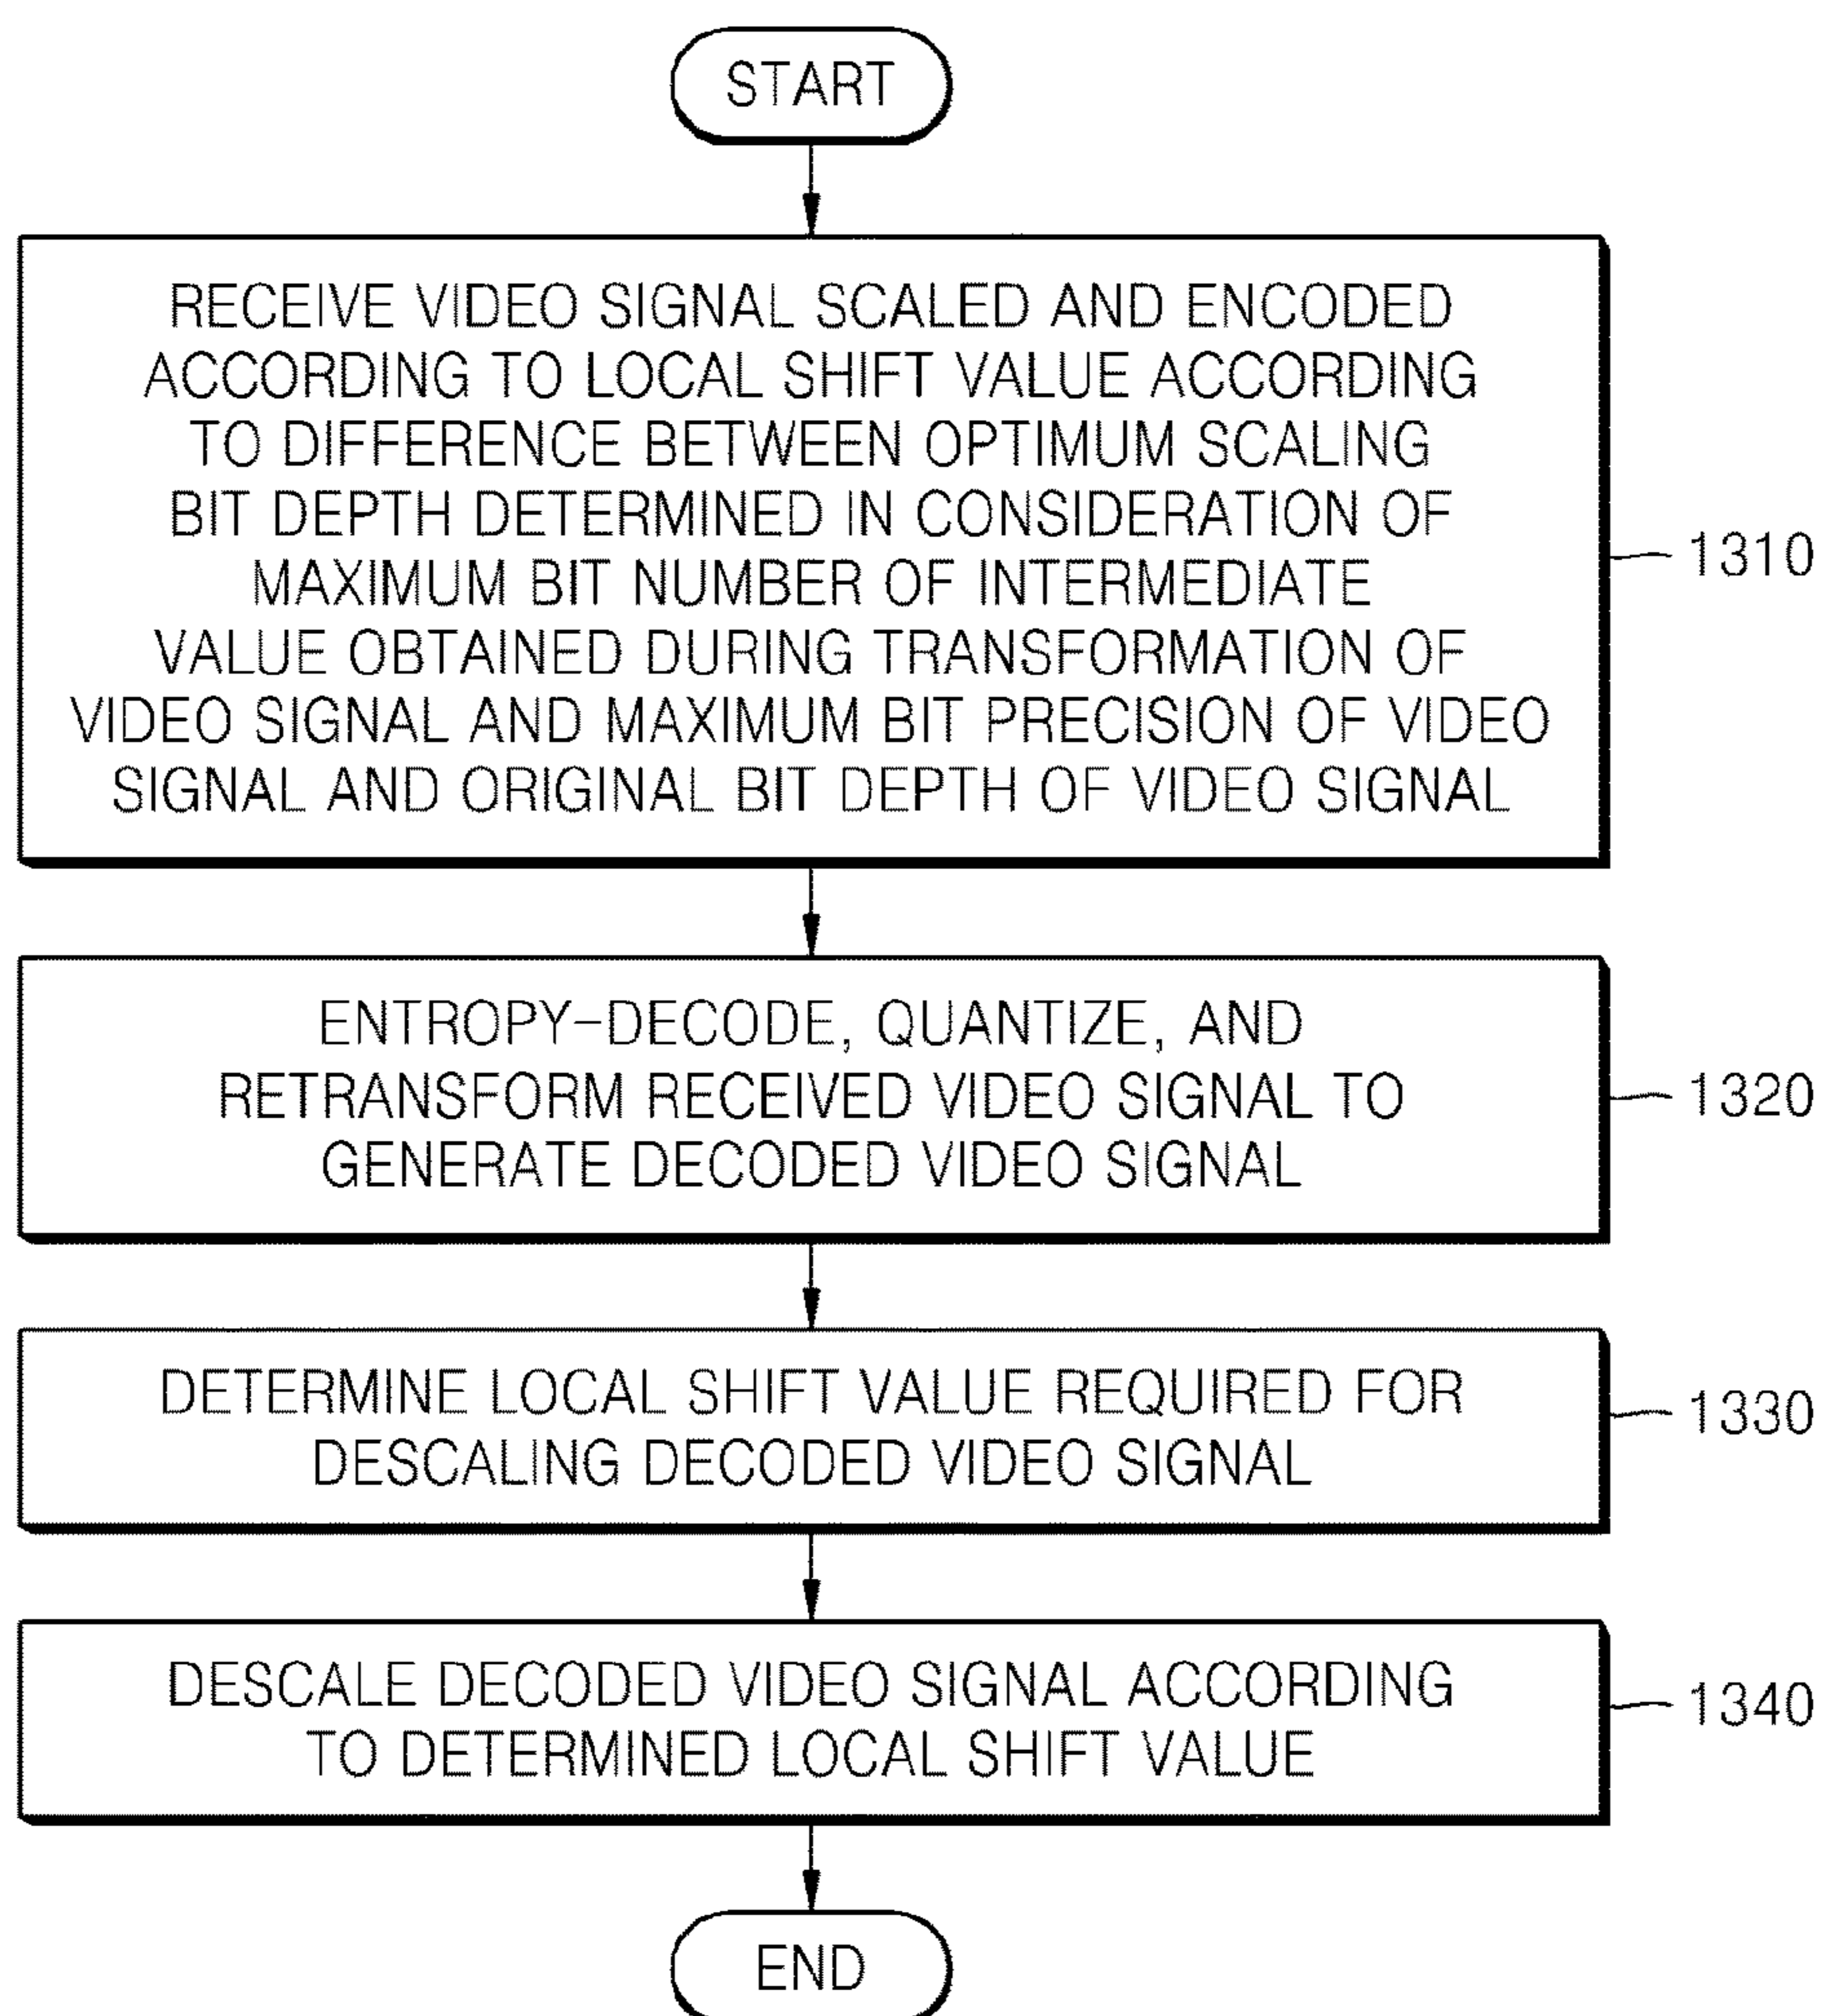 START
RECEIVE VIDEO SIGNAL SCALED AND ENCODED
ACCORDING TO LOCAL SHIFT VALUE ACCORDING
TO DIFFERENCE BETWEEN OPTIMUM SCALING
BIT DEPTH DETERMINED IN CONSIDERATION OF
MAXIMUM BIT NUMBER OF INTERMEDIATE
VALUE OBTAINED DURING TRANSFORMATION OF
VIDEO SIGNAL AND MAXIMUM BIT PRECISION OF VIDEO
SIGNAL AND ORIGINAL BIT DEPTH OF VIDEO SIGNAL
1310
ENTROPY-DECODE, QUANTIZE, AND
RETRANSFORM RECEIVED VIDEO SIGNAL TO
GENERATE DECODED VIDEO SIGNAL
1320
DETERMINE LOCAL SHIFT VALUE REQUIRED FOR
DESCALING DECODED VIDEO SIGNAL
1330
DESCALE DECODED VIDEO SIGNAL ACCORDING
TO DETERMINED LOCAL SHIFT VALUE
1340
END